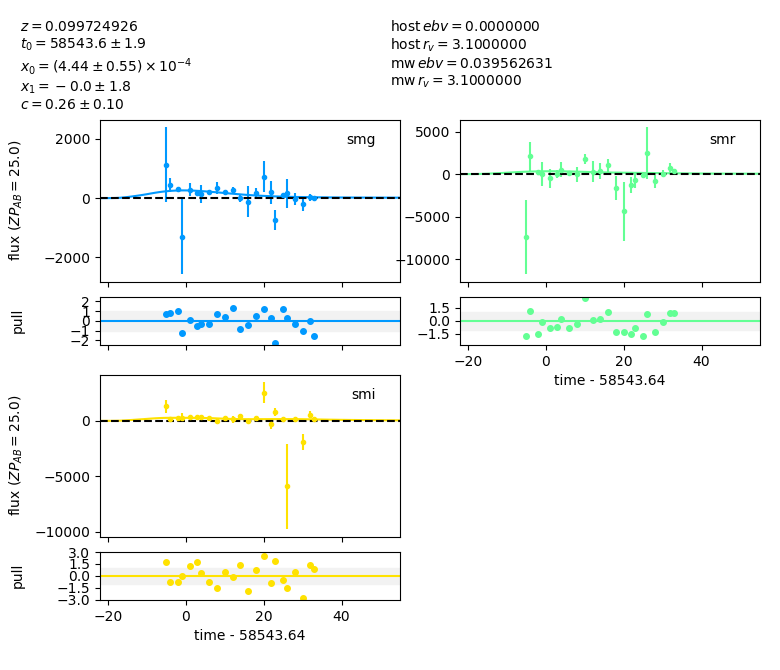 z = 0.099724926
t₀ = 58543.6 ± 1.9
x₀ = (4.44 ± 0.55) × 10⁻⁴
x₁ = −0.0 ± 1.8
c = 0.26 ± 0.10
host ebv = 0.0000000
host r_v = 3.1000000
mw ebv = 0.039562631
mw r_v = 3.1000000
smg
flux (ZP_AB = 25.0)
2000
0
−2000
pull
2
1
0
−1
−2
smr
5000
0
−5000
−10000
1.5
0.0
−1.5
−20
0
20
40
time - 58543.64
smi
flux (ZP_AB = 25.0)
0
−5000
−10000
pull
3.0
1.5
0.0
−1.5
−3.0
−20
0
20
40
time - 58543.64